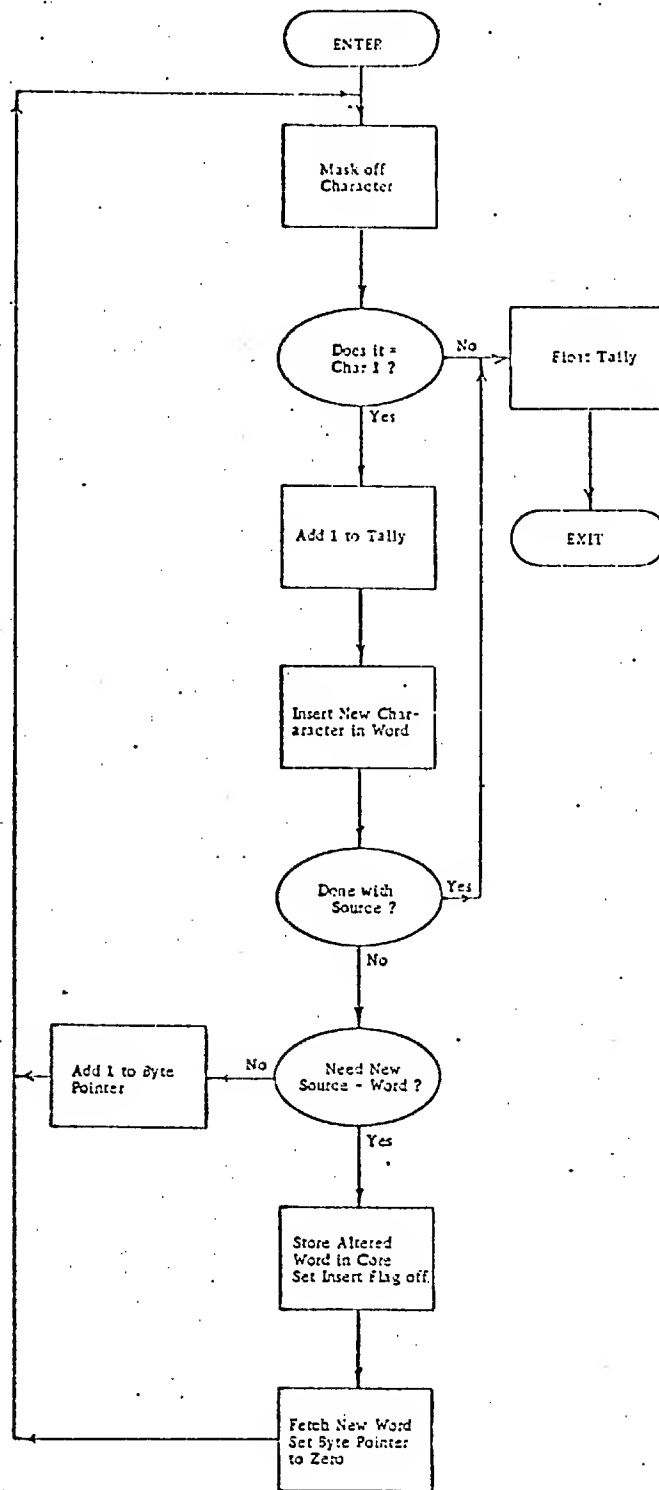 ENTER
Mask off
Character
Does it =
Char 1 ?
No
Float Tally
Yes
Add 1 to Tally
EXIT
Insert New Char-
aracter in Word
Done with
Source ?
Yes
No
Need New
Source - Word ?
No
Add 1 to Byte
Pointer
Yes
Store Altered
Word in Core
Set Insert Flag off.
Fetch New Word
Set Byte Pointer
to Zero